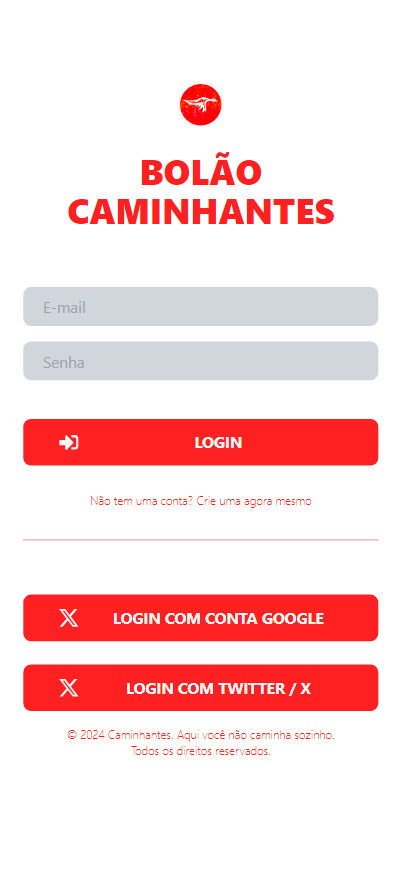 BOLÃO
CAMINHANTES
E-mail
Senha
LOGIN
Não tem uma conta? Crie uma agora mesmo
LOGIN COM CONTA GOOGLE
LOGIN COM TWITTER / X
© 2024 Caminhantes. Aqui você não caminha sozinho.
Todos os direitos reservados.